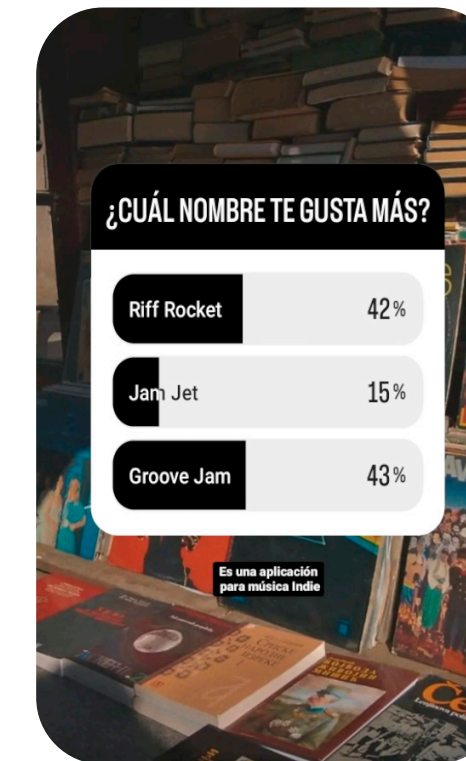 ¿CUÁL NOMBRE TE GUSTA MÁS?
Riff Rocket
42%
Jam Jet
15%
Groove Jam
43%
Es una aplicación
para música Indie